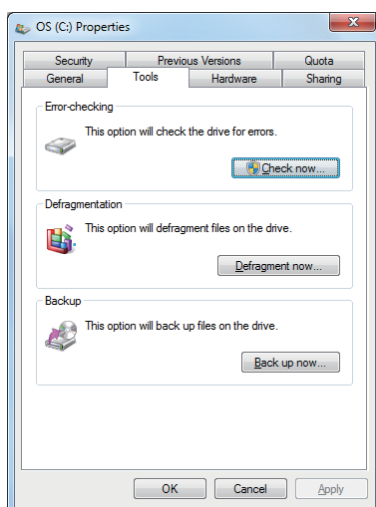 OS (C:) Properties
Security Previous Versions Quota
General Tools Hardware Sharing
Error-checking
This option will check the drive for errors.
Check now...
Defragmentation
This option will defragment files on the drive.
Defragment now...
Backup
This option will back up files on the drive.
Back up now...
OK Cancel Apply